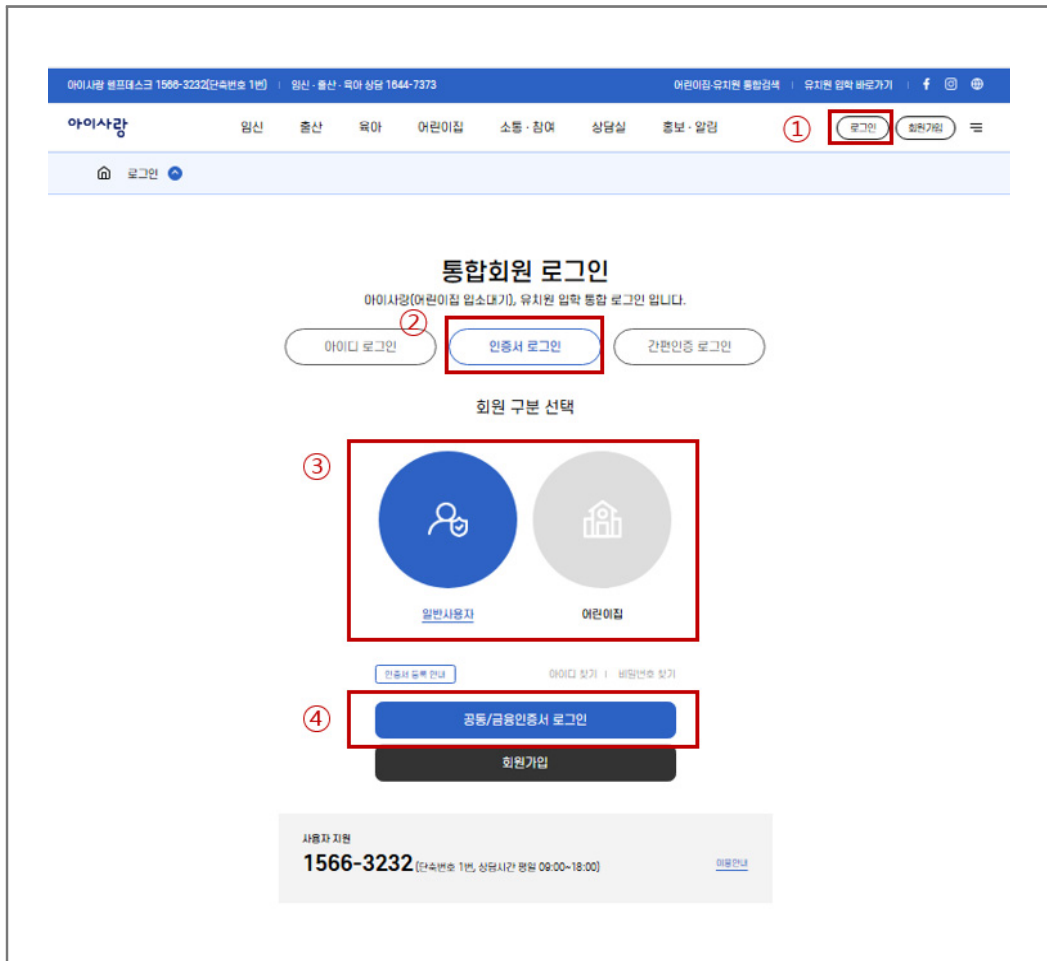 아이사랑 헬프데스크 1566-3232(단축번호 1번) | 임신 · 출산 · 육아 상담 1644-7373 어린이집·유치원 통합검색 | 유치원 입학 바로가기 | f
아이사랑 임신 출산 육아 어린이집 소통 · 참여 상담실 홍보 · 알림 ① 로그인 회원가입
로그인
통합회원 로그인
아이사랑(어린이집 입소대기), 유치원 입학 통합 로그인 입니다.
②
아이디 로그인 인증서 로그인 간편인증 로그인
회원 구분 선택
③
일반사용자 어린이집
인증서 등록 안내 아이디 찾기 | 비밀번호 찾기
④ 공동/금융인증서 로그인
회원가입
사용자 지원
1566-3232 (단축번호 1번, 상담시간 평일 09:00~18:00) 이용안내